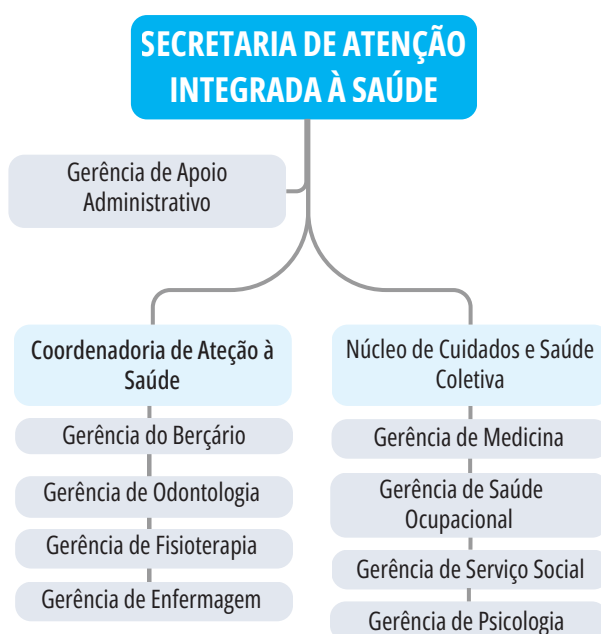 SECRETARIA DE ATENÇÃO
INTEGRADA À SAÚDE
Gerência de Apoio
Administrativo
Coordenadoria de Ateção à
Saúde
Gerência do Berçário
Gerência de Odontologia
Gerência de Fisioterapia
Gerência de Enfermagem
Núcleo de Cuidados e Saúde
Coletiva
Gerência de Medicina
Gerência de Saúde
Ocupacional
Gerência de Serviço Social
Gerência de Psicologia